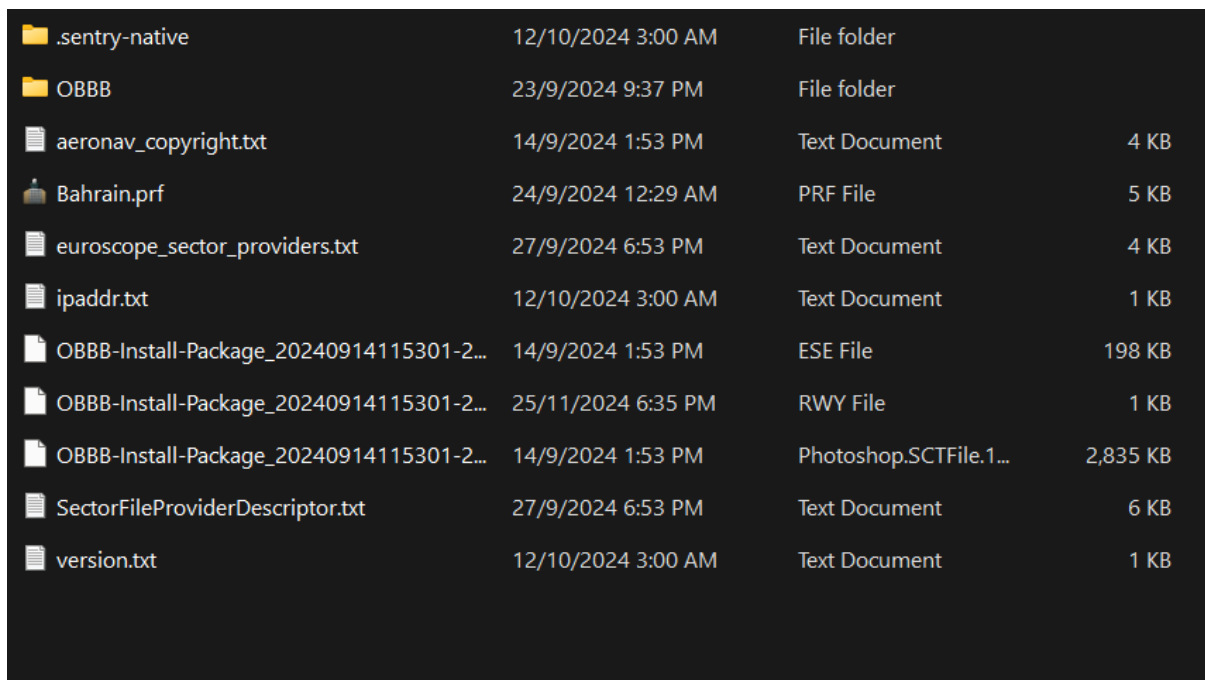 .sentry-native 12/10/2024 3:00 AM File folder
OBBB 23/9/2024 9:37 PM File folder
aeronav_copyright.txt 14/9/2024 1:53 PM Text Document 4 KB
Bahrain.prf 24/9/2024 12:29 AM PRF File 5 KB
euroscope_sector_providers.txt 27/9/2024 6:53 PM Text Document 4 KB
ipaddr.txt 12/10/2024 3:00 AM Text Document 1 KB
OBBB-Install-Package_20240914115301-2... 14/9/2024 1:53 PM ESE File 198 KB
OBBB-Install-Package_20240914115301-2... 25/11/2024 6:35 PM RWY File 1 KB
OBBB-Install-Package_20240914115301-2... 14/9/2024 1:53 PM Photoshop.SCTFile.1... 2,835 KB
SectorFileProviderDescriptor.txt 27/9/2024 6:53 PM Text Document 6 KB
version.txt 12/10/2024 3:00 AM Text Document 1 KB